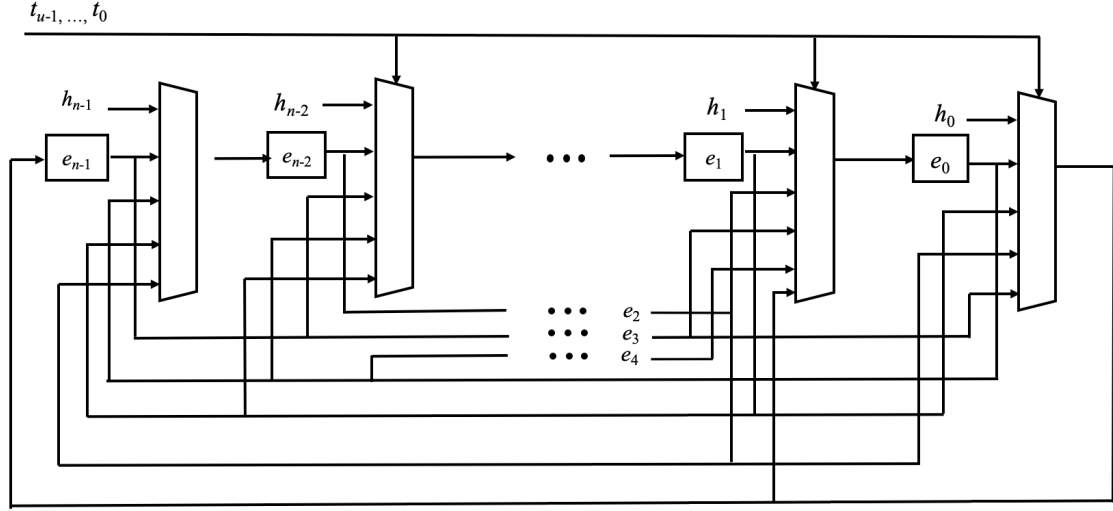 t_{u-1, ..., t_0}
h_{n-1} h_{n-2} h_1 h_0
e_{n-1} e_{n-2} ... e_1 e_0
... e_2
... e_3
... e_4